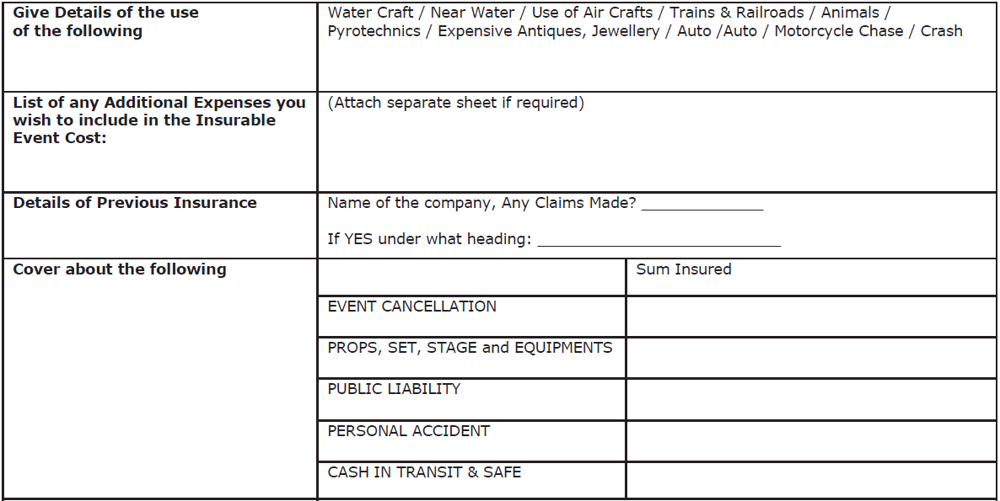 Give Details of the use
of the following
Water Craft / Near Water / Use of Air Crafts / Trains & Railroads / Animals /
Pyrotechnics / Expensive Antiques, Jewellery / Auto /Auto / Motorcycle Chase / Crash
List of any Additional Expenses you
wish to include in the Insurable
Event Cost:
(Attach separate sheet if required)
Details of Previous Insurance
Name of the company, Any Claims Made? _______________
If YES under what heading: ______________________________
Cover about the following
Sum Insured
EVENT CANCELLATION
PROPS, SET, STAGE and EQUIPMENTS
PUBLIC LIABILITY
PERSONAL ACCIDENT
CASH IN TRANSIT & SAFE